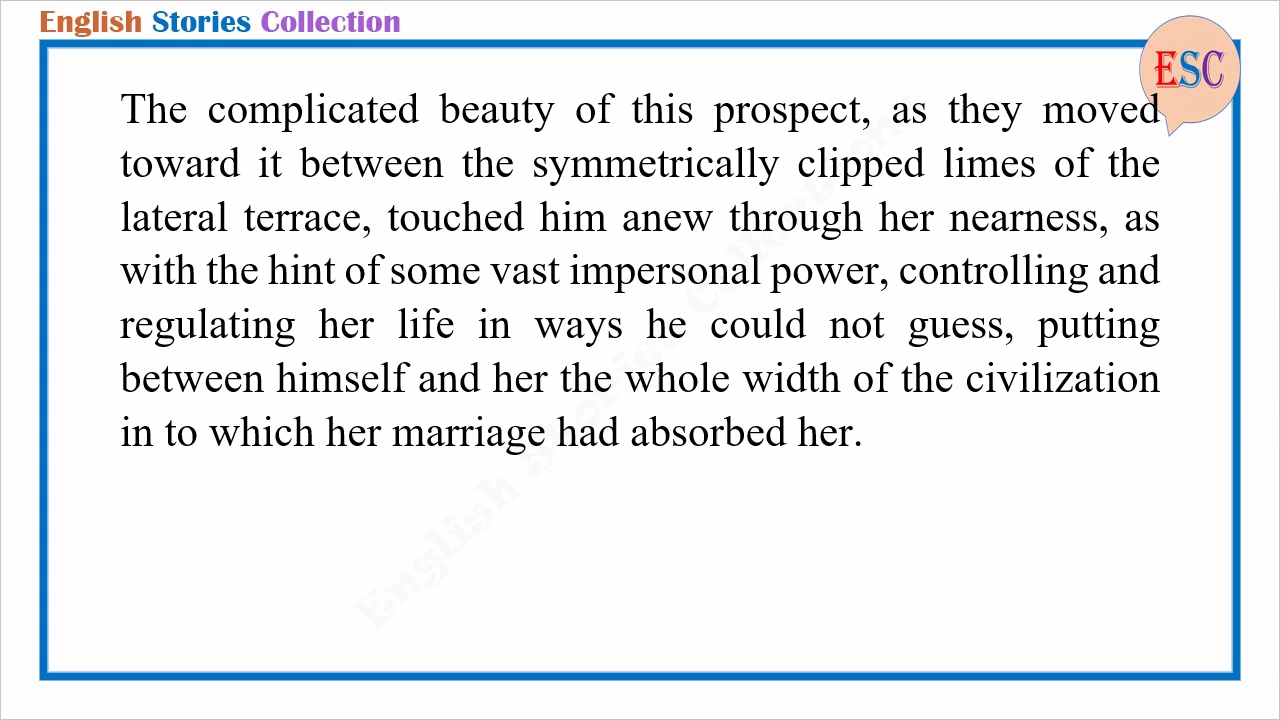 English Stories Collection
ESC
The complicated beauty of this prospect, as they moved
toward it between the symmetrically clipped limes of the
lateral terrace, touched him anew through her nearness, as
with the hint of some vast impersonal power, controlling and
regulating her life in ways he could not guess, putting
between himself and her the whole width of the civilization
in to which her marriage had absorbed her.
English Stories Collection